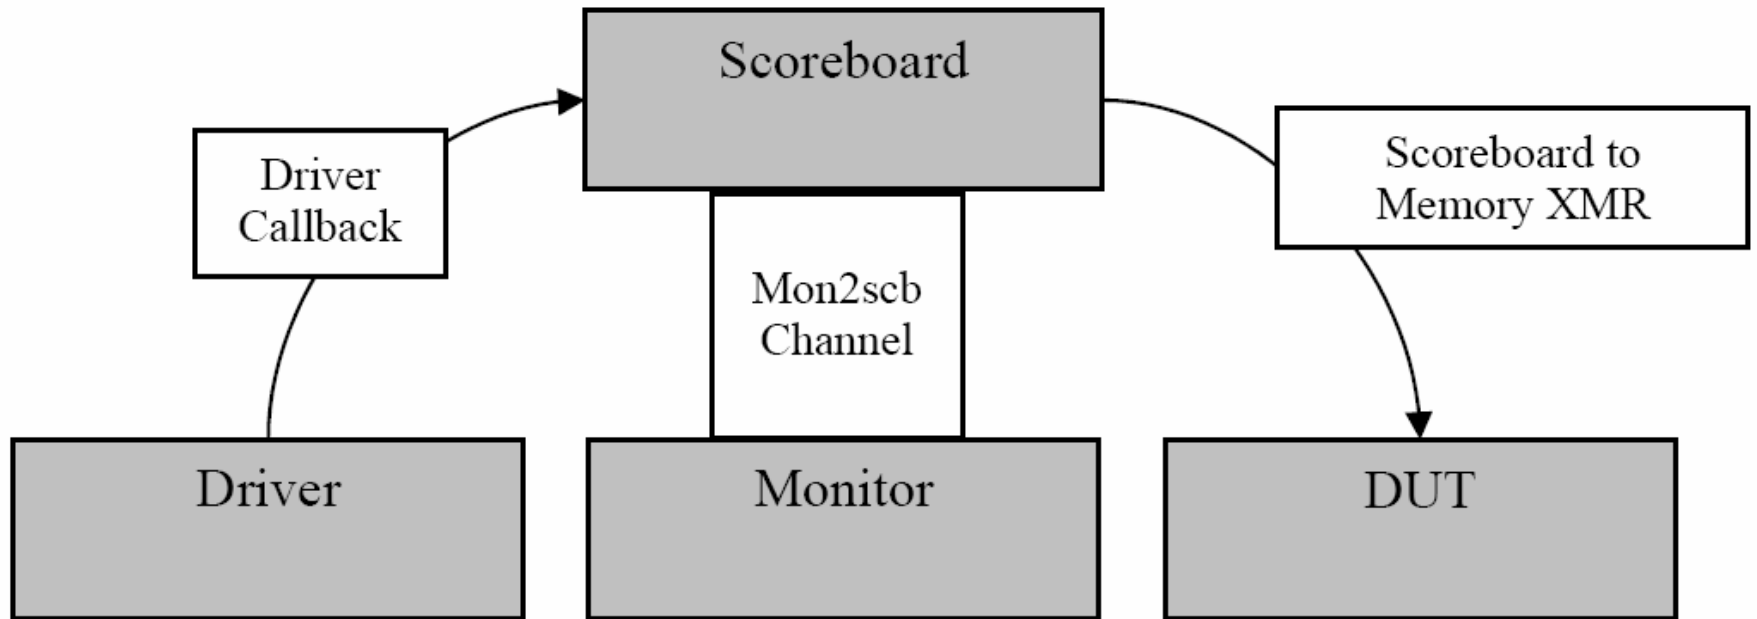 Scoreboard
Driver
Callback
Scoreboard to
Memory XMR
Mon2scb
Channel
Driver
Monitor
DUT